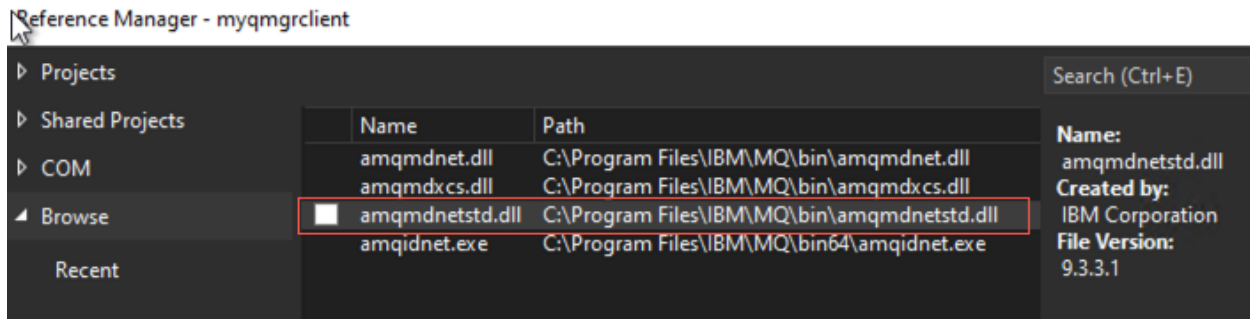 Reference Manager - myqmgrclient
Projects
Shared Projects
COM
Browse
Recent
Name Path
amqmdnet.dll C:\Program Files\IBM\MQ\bin\amqmdnet.dll
amqmdxcs.dll C:\Program Files\IBM\MQ\bin\amqmdxcs.dll
amqmdnetstd.dll C:\Program Files\IBM\MQ\bin\amqmdnetstd.dll
amqidnet.exe C:\Program Files\IBM\MQ\bin64\amqidnet.exe
Search (Ctrl+E)
Name:
amqmdnetstd.dll
Created by:
IBM Corporation
File Version:
9.3.3.1